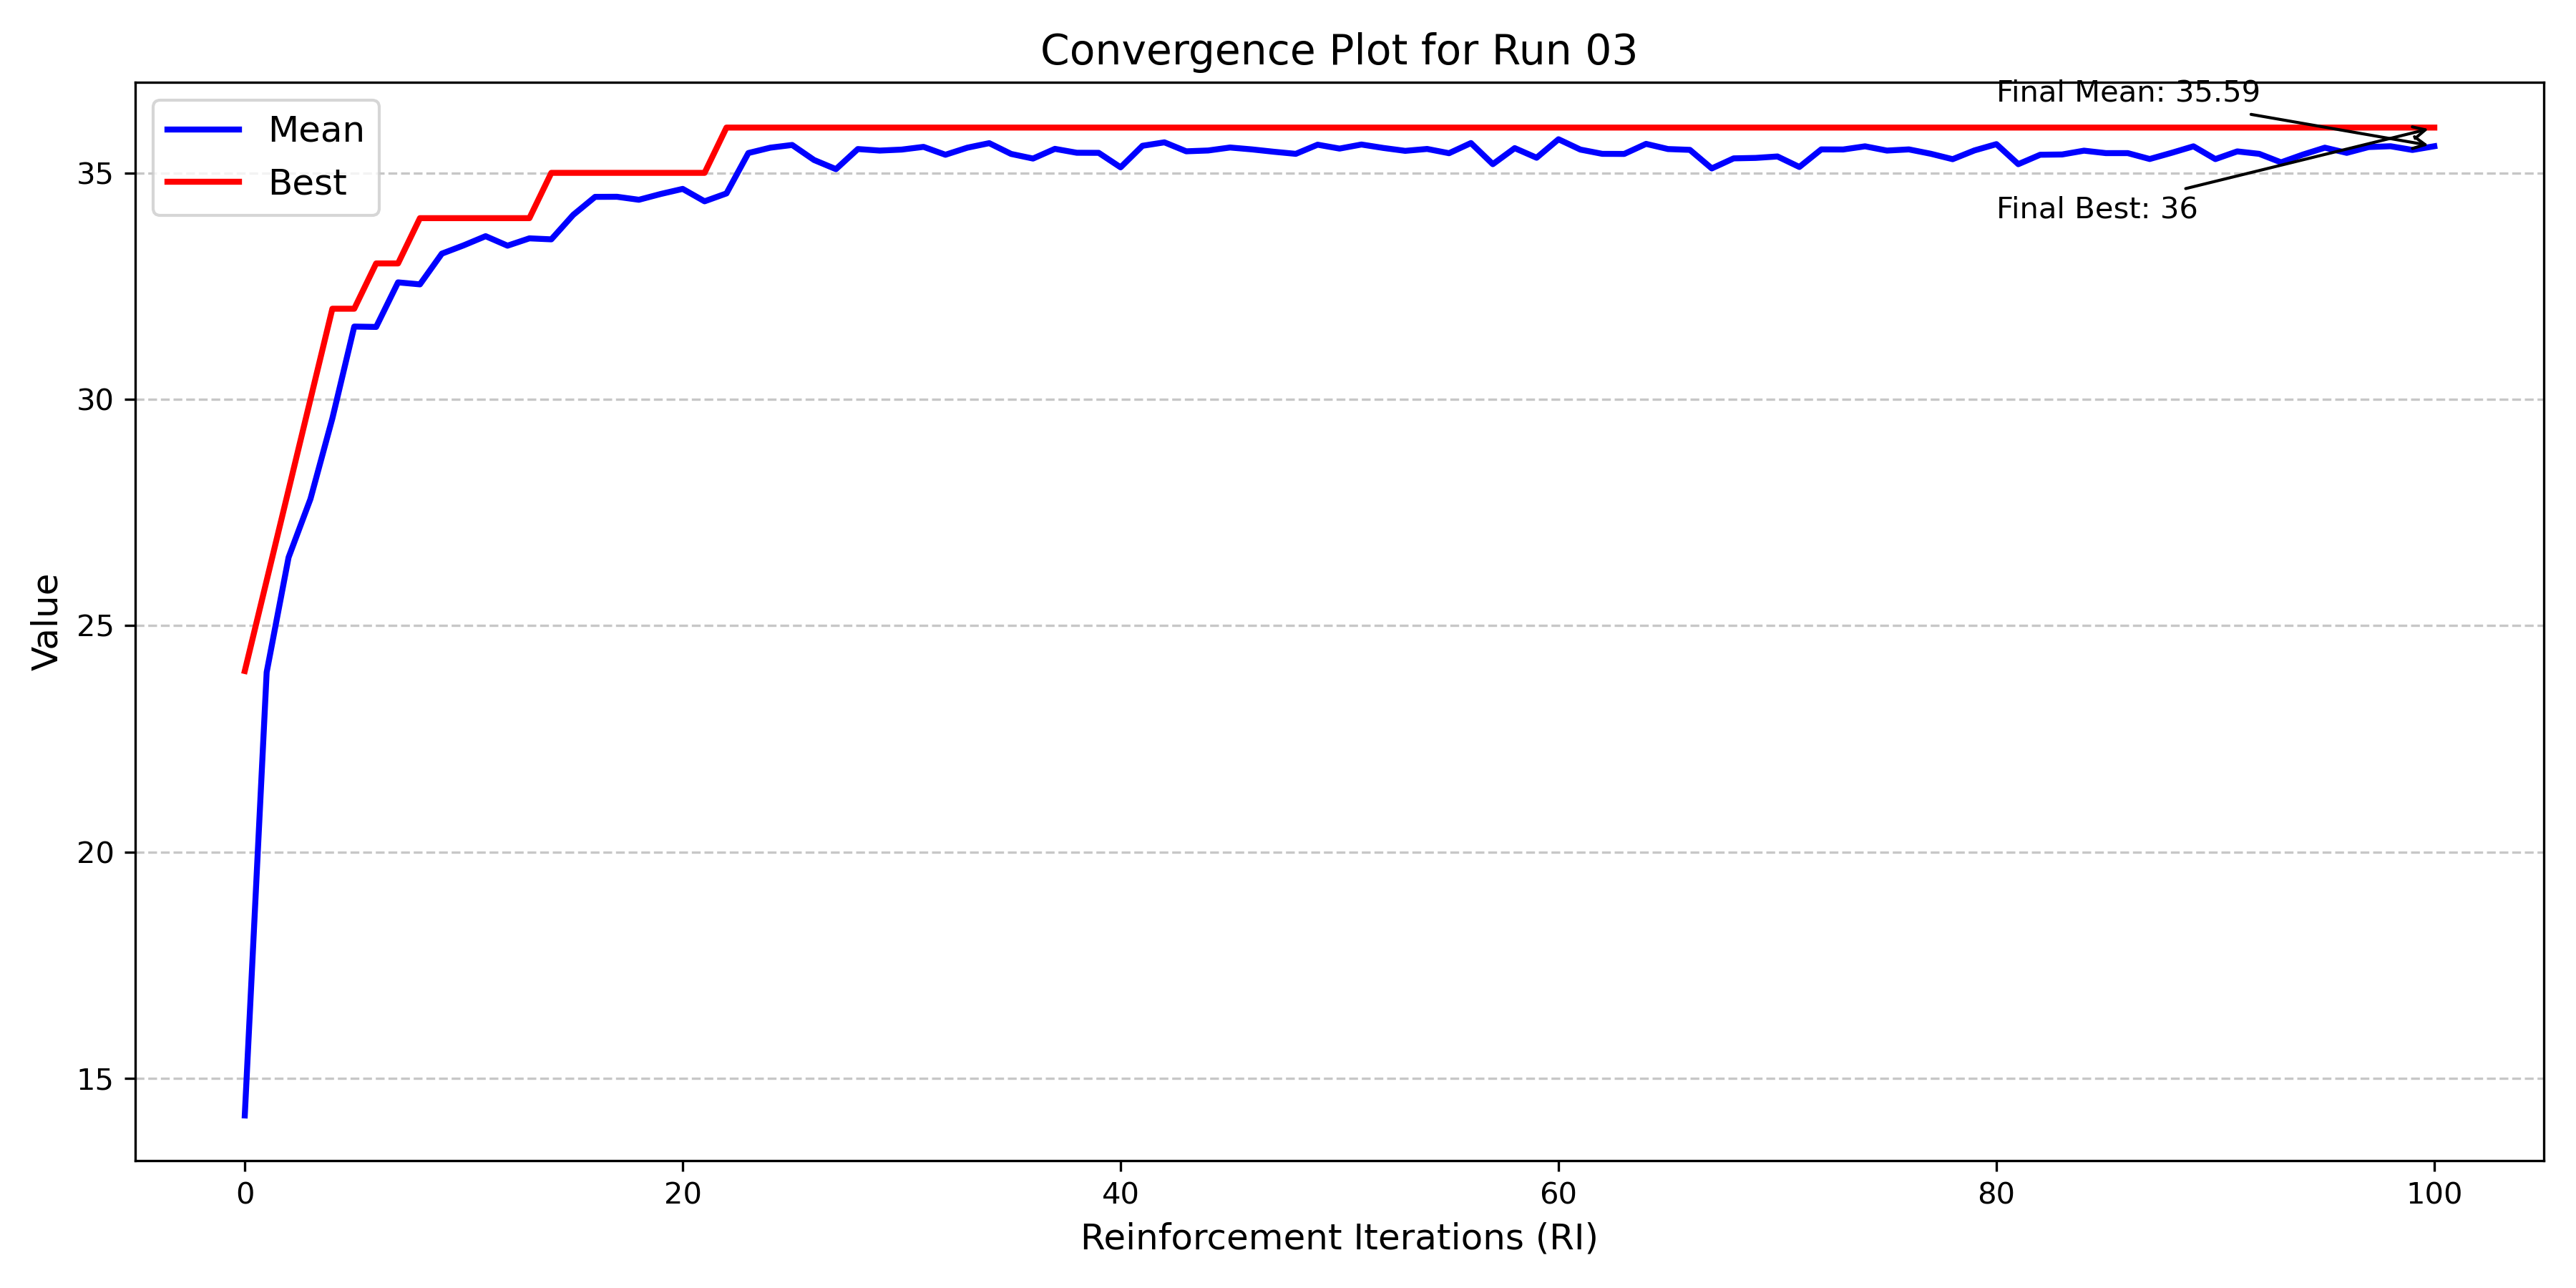 Convergence Plot for Run 03
Mean
Best
Final Mean: 35.59
Final Best: 36
Value
35
30
25
20
15
0 20 40 60 80 100
Reinforcement Iterations (RI)